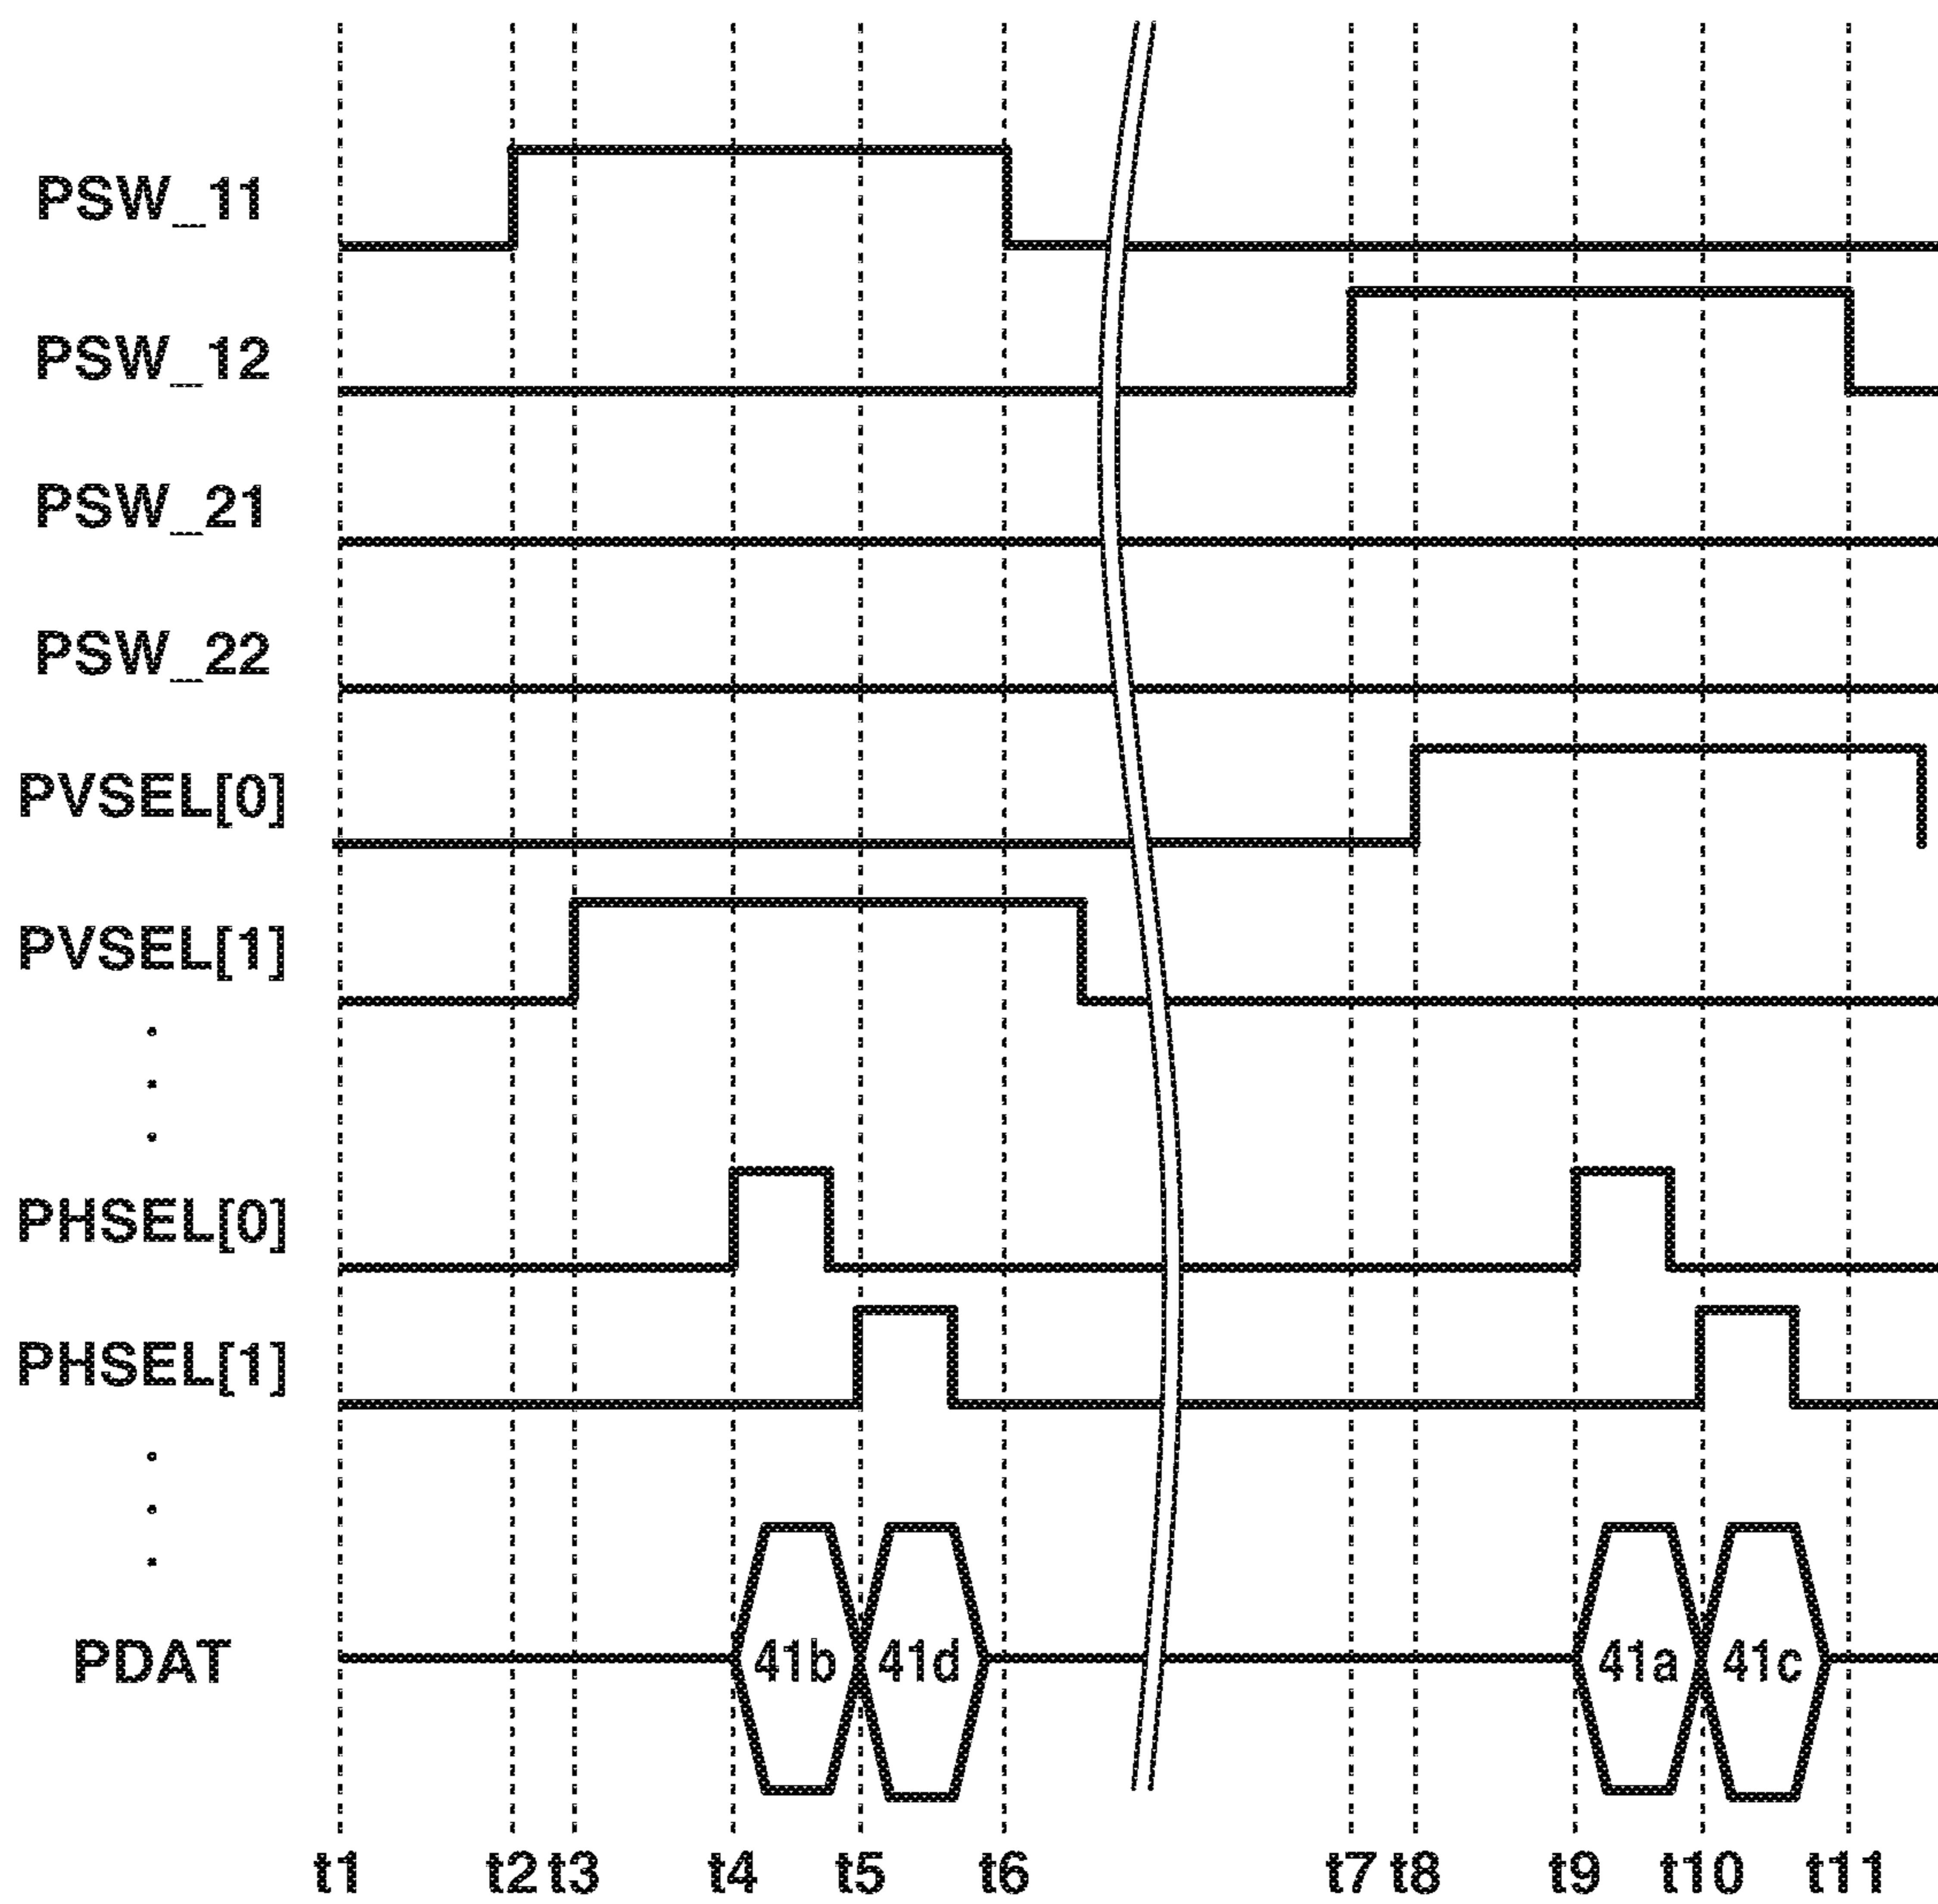 PSW_11
PSW_12
PSW_21
PSW_22
PVSEL[0]
PVSEL[1]
PHSEL[0]
PHSEL[1]
PDAT 41b 41d 41a 41c
t1 t2 t3 t4 t5 t6 t7 t8 t9 t10 t11